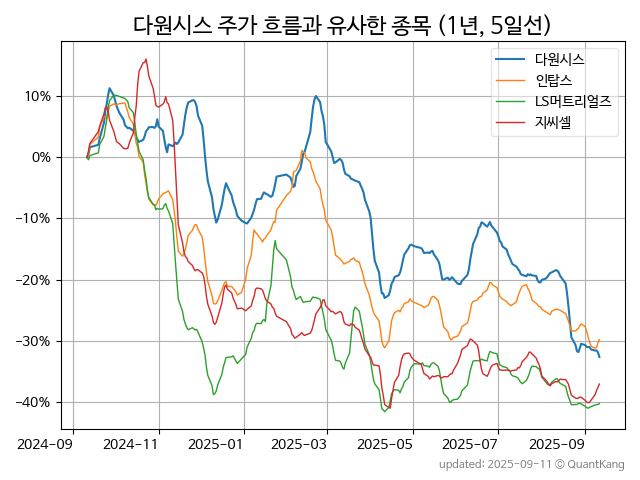 다원시스 주가 흐름과 유사한 종목 (1년, 5일선)
다원시스
인탑스
LS머트리얼즈
지씨셀
10%
0%
−10%
−20%
−30%
−40%
2024-09
2024-11
2025-01
2025-03
2025-05
2025-07
2025-09
updated: 2025-09-11 © QuantKang